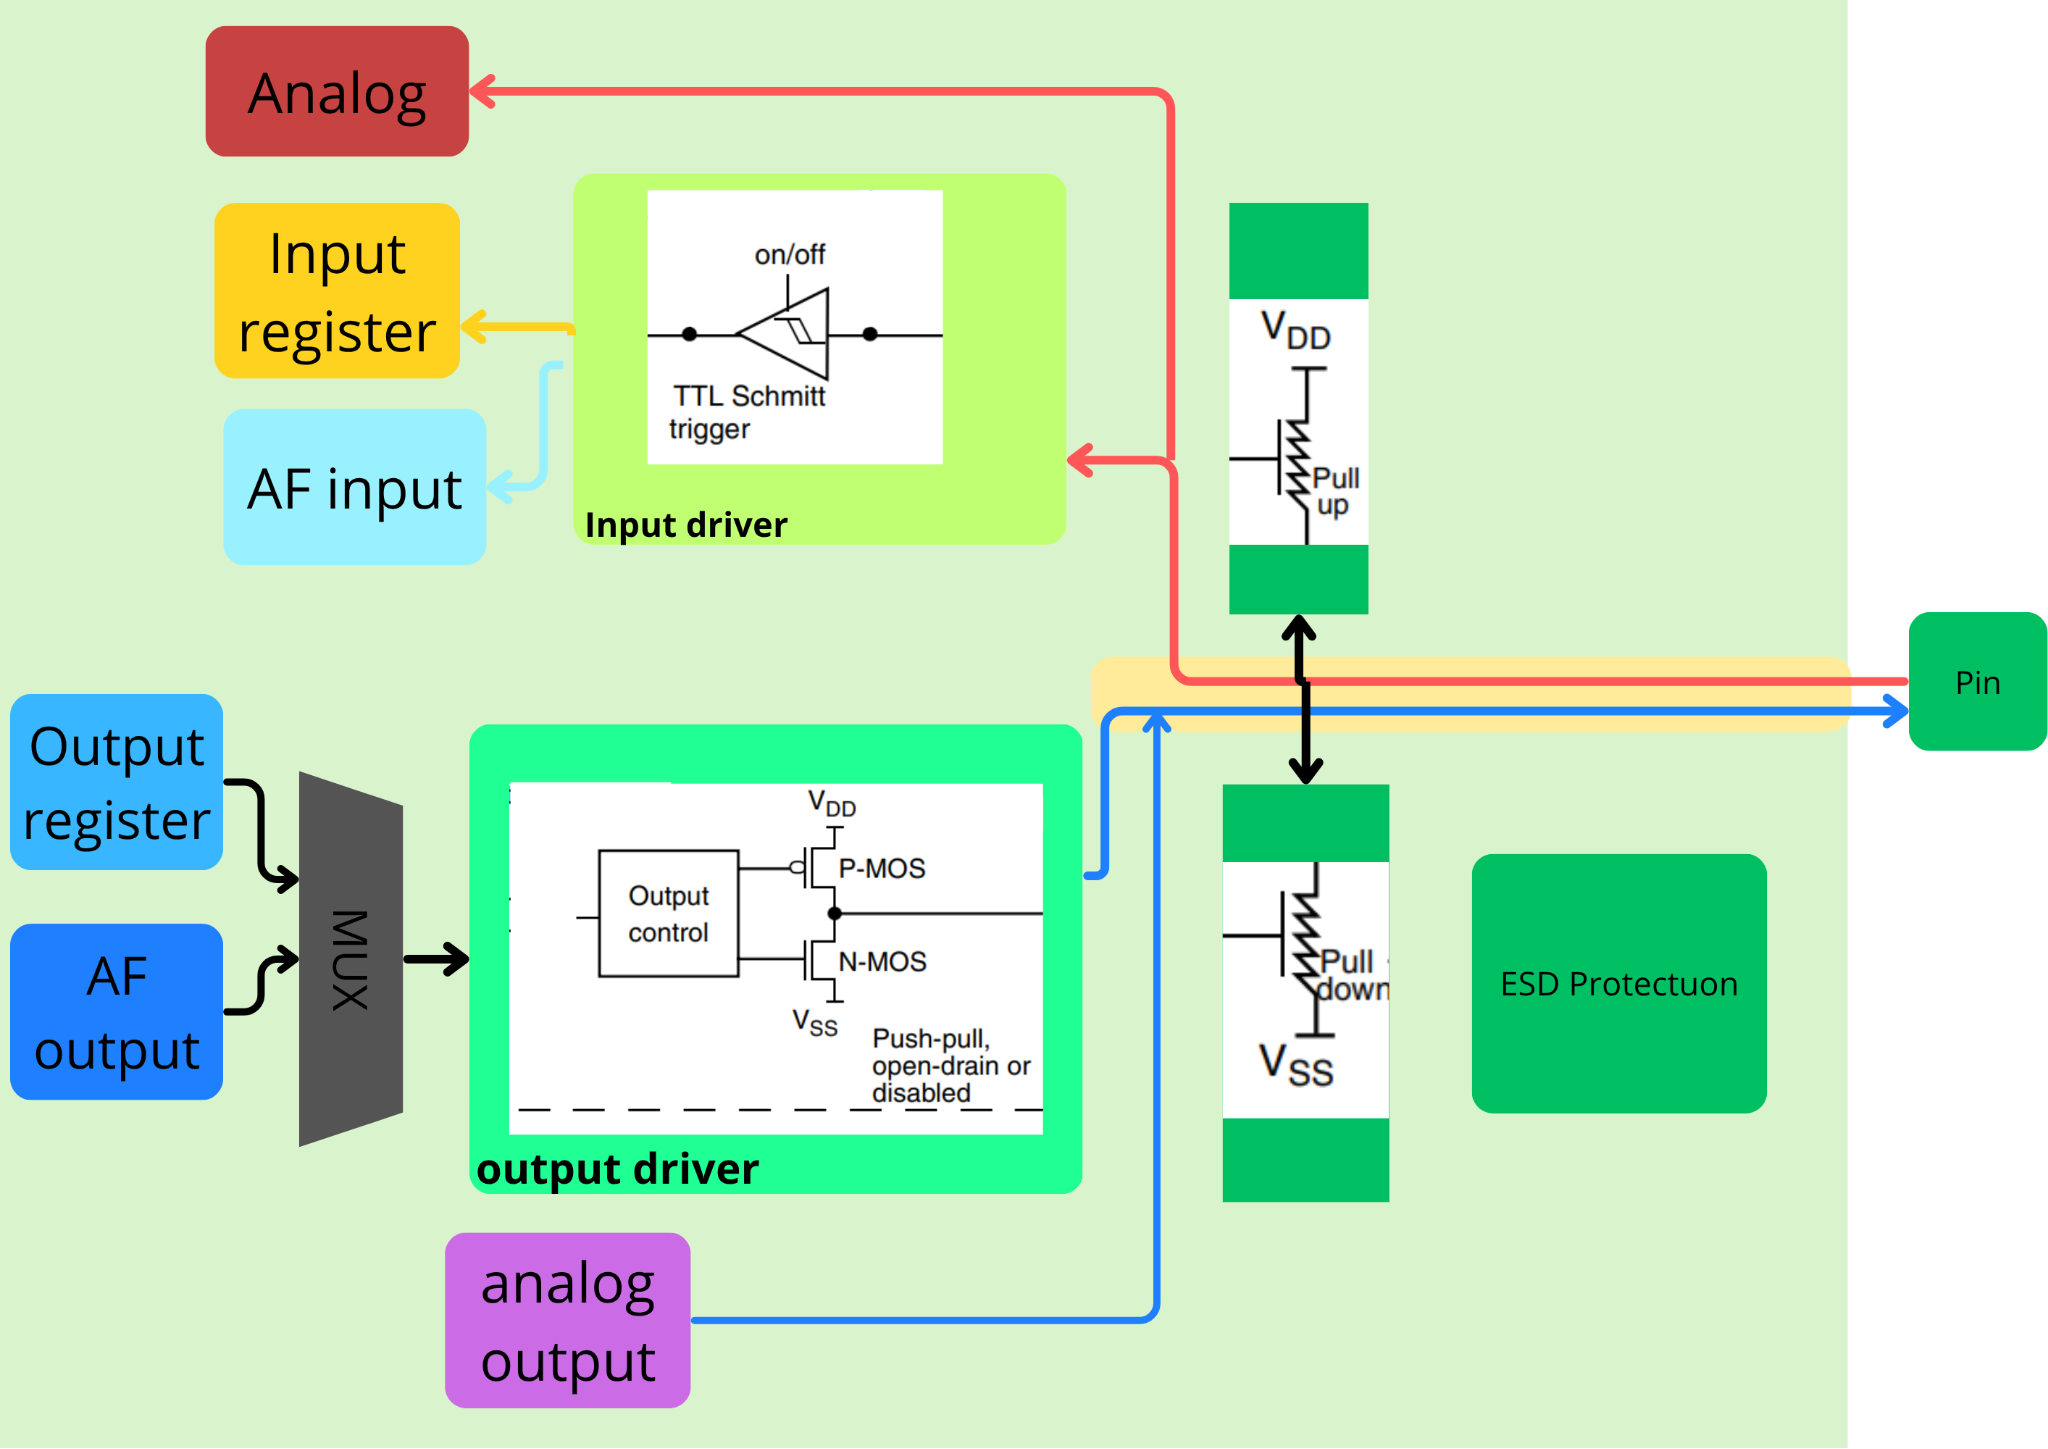 Analog
Input
register
AF input
on/off
TTL Schmitt
trigger
Input driver
VDD
Pull
up
Pin
Output
register
AF
output
MUX
VDD
P-MOS
Output
control
N-MOS
VSS
Push-pull,
open-drain or
disabled
output driver
Pull
down
VSS
ESD Protectuon
analog
output